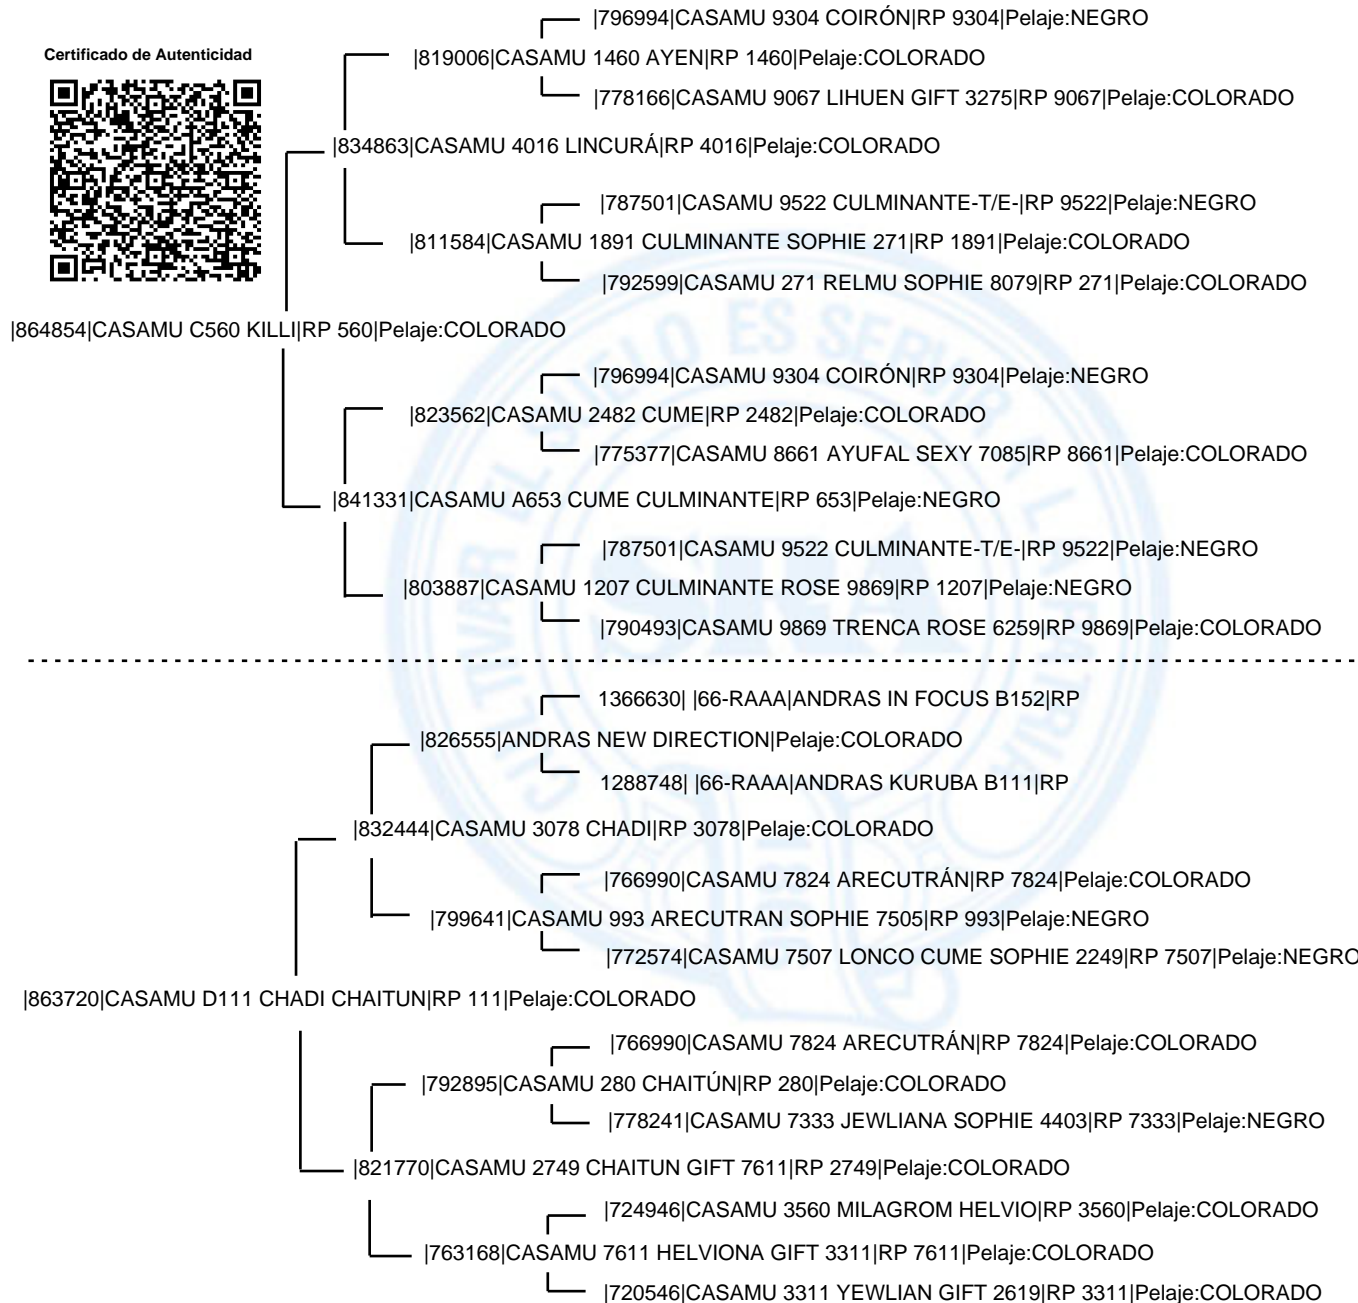 |796994|CASAMU 9304 COIRÓN|RP 9304|Pelaje:NEGRO
Certificado de Autenticidad
|819006|CASAMU 1460 AYEN|RP 1460|Pelaje:COLORADO
|778166|CASAMU 9067 LIHUEN GIFT 3275|RP 9067|Pelaje:COLORADO
|834863|CASAMU 4016 LINCURÁ|RP 4016|Pelaje:COLORADO
|787501|CASAMU 9522 CULMINANTE-T/E-|RP 9522|Pelaje:NEGRO
|811584|CASAMU 1891 CULMINANTE SOPHIE 271|RP 1891|Pelaje:COLORADO
|792599|CASAMU 271 RELMU SOPHIE 8079|RP 271|Pelaje:COLORADO
|864854|CASAMU C560 KILLI|RP 560|Pelaje:COLORADO
|796994|CASAMU 9304 COIRÓN|RP 9304|Pelaje:NEGRO
|823562|CASAMU 2482 CUME|RP 2482|Pelaje:COLORADO
|775377|CASAMU 8661 AYUFAL SEXY 7085|RP 8661|Pelaje:COLORADO
|841331|CASAMU A653 CUME CULMINANTE|RP 653|Pelaje:NEGRO
|787501|CASAMU 9522 CULMINANTE-T/E-|RP 9522|Pelaje:NEGRO
|803887|CASAMU 1207 CULMINANTE ROSE 9869|RP 1207|Pelaje:NEGRO
|790493|CASAMU 9869 TRENCA ROSE 6259|RP 9869|Pelaje:COLORADO
1366630| |66-RAAA|ANDRAS IN FOCUS B152|RP
|826555|ANDRAS NEW DIRECTION|Pelaje:COLORADO
1288748| |66-RAAA|ANDRAS KURUBA B111|RP
|832444|CASAMU 3078 CHADI|RP 3078|Pelaje:COLORADO
|766990|CASAMU 7824 ARECUTRÁN|RP 7824|Pelaje:COLORADO
|799641|CASAMU 993 ARECUTRAN SOPHIE 7505|RP 993|Pelaje:NEGRO
|772574|CASAMU 7507 LONCO CUME SOPHIE 2249|RP 7507|Pelaje:NEGRO
|863720|CASAMU D111 CHADI CHAITUN|RP 111|Pelaje:COLORADO
|766990|CASAMU 7824 ARECUTRÁN|RP 7824|Pelaje:COLORADO
|792895|CASAMU 280 CHAITÚN|RP 280|Pelaje:COLORADO
|778241|CASAMU 7333 JEWLIANA SOPHIE 4403|RP 7333|Pelaje:NEGRO
|821770|CASAMU 2749 CHAITUN GIFT 7611|RP 2749|Pelaje:COLORADO
|724946|CASAMU 3560 MILAGROM HELVIO|RP 3560|Pelaje:COLORADO
|763168|CASAMU 7611 HELVIONA GIFT 3311|RP 7611|Pelaje:COLORADO
|720546|CASAMU 3311 YEWLIAN GIFT 2619|RP 3311|Pelaje:COLORADO
CULTIVAR EL SUELO ES SERVIR A LA PATRIA
SRA